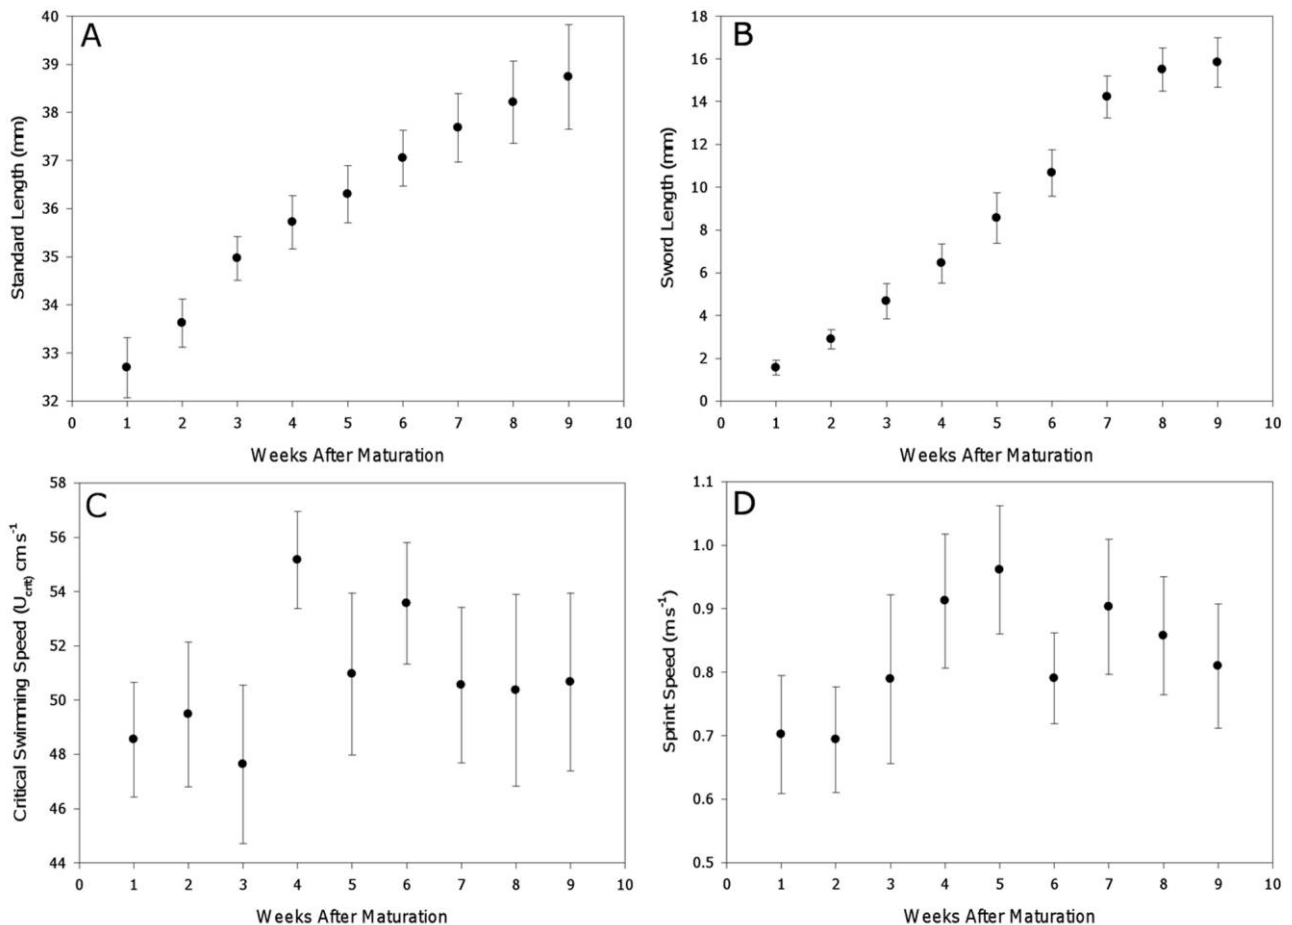 A
Standard Length (mm)
40
39
38
37
36
35
34
33
32
0 1 2 3 4 5 6 7 8 9 10
Weeks After Maturation
B
Sword Length (mm)
18
16
14
12
10
8
6
4
2
0
0 1 2 3 4 5 6 7 8 9 10
Weeks After Maturation
C
Critical Swimming Speed (Ucrit) cm s-1
58
56
54
52
50
48
46
44
0 1 2 3 4 5 6 7 8 9 10
Weeks After Maturation
D
Sprint Speed (m s-1)
1.1
1.0
0.9
0.8
0.7
0.6
0.5
0 1 2 3 4 5 6 7 8 9 10
Weeks After Maturation